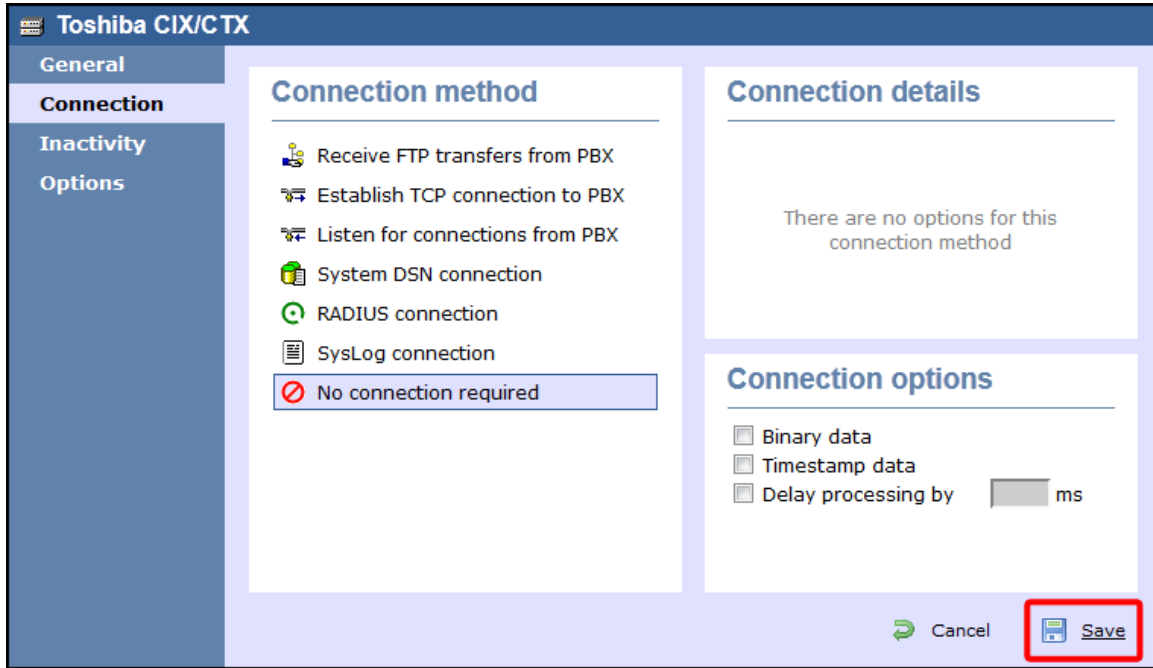 Toshiba CIX/CTX
General
Connection
Inactivity
Options
Connection method
Receive FTP transfers from PBX
Establish TCP connection to PBX
Listen for connections from PBX
System DSN connection
RADIUS connection
SysLog connection
No connection required
Connection details
There are no options for this
connection method
Connection options
Binary data
Timestamp data
Delay processing by ms
Cancel Save